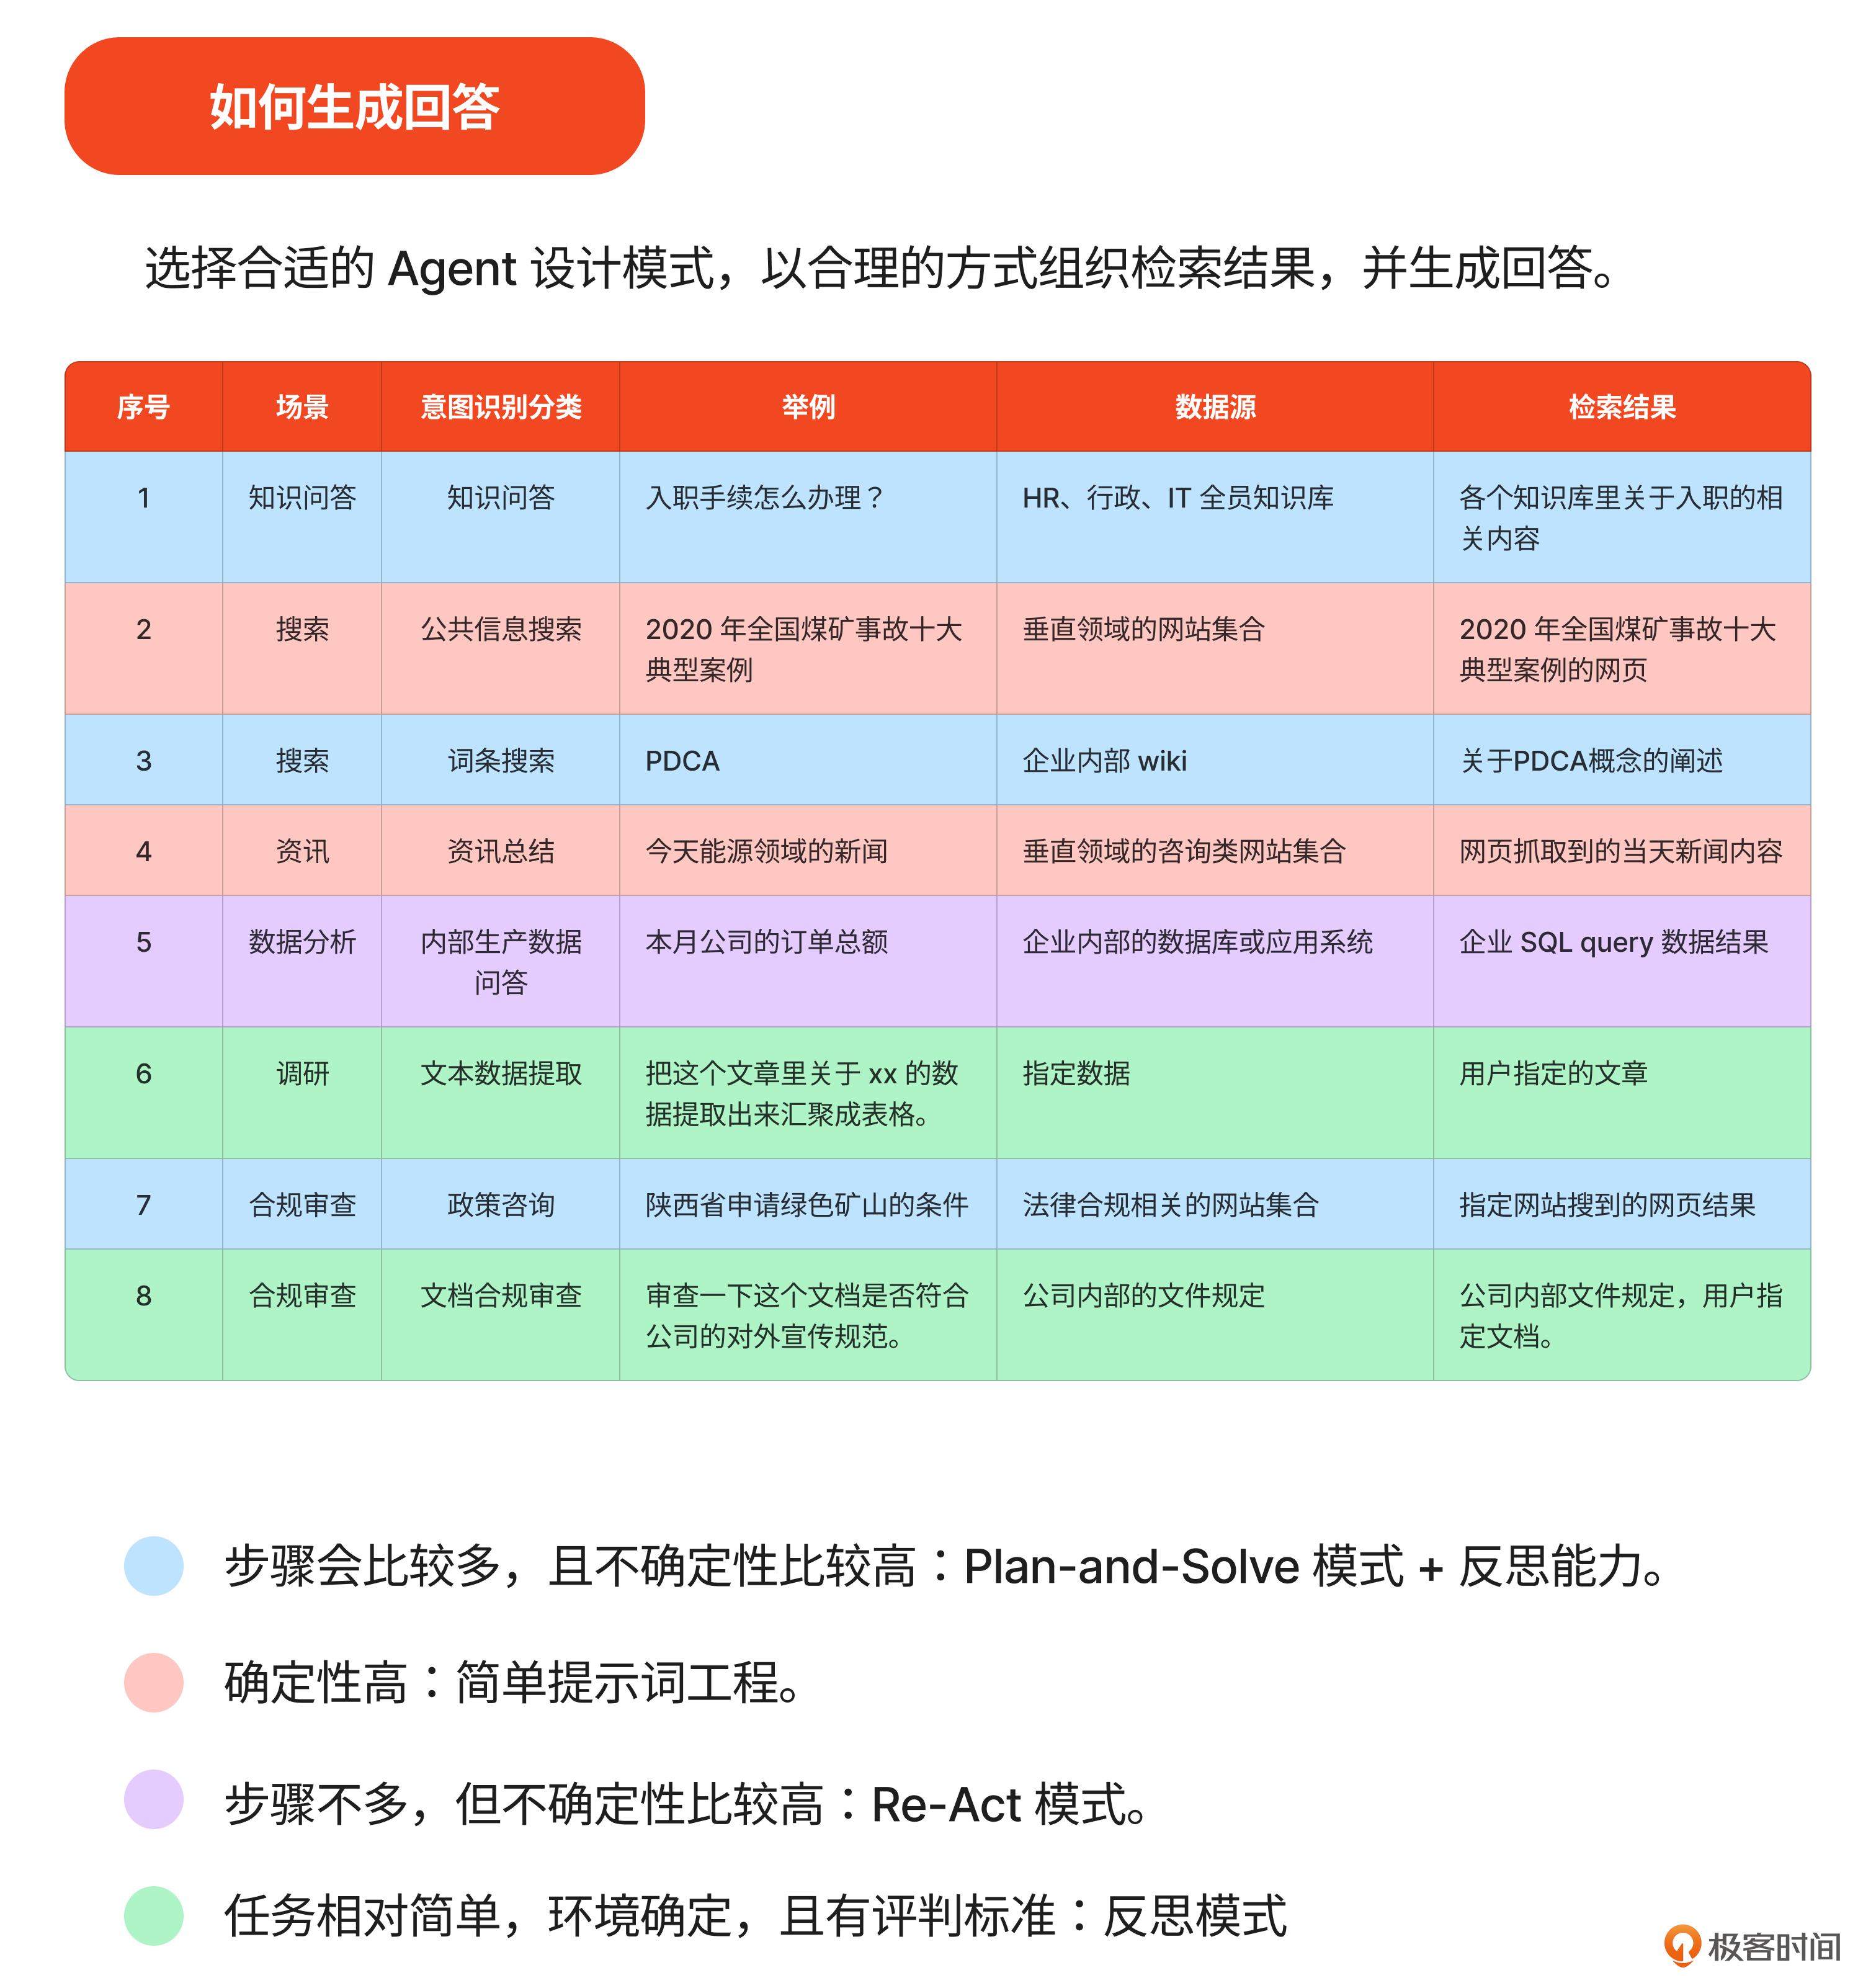 如何生成回答
选择合适的 Agent 设计模式，以合理的方式组织检索结果，并生成回答。
序号 场景 意图识别分类 举例 数据源 检索结果
1 知识问答 知识问答 入职手续怎么办理？ HR、行政、IT 全员知识库 各个知识库里关于入职的相
关内容
2 搜索 公共信息搜索 2020 年全国煤矿事故十大 垂直领域的网站集合 2020 年全国煤矿事故十大
典型案例 典型案例的网页
3 搜索 词条搜索 PDCA 企业内部 wiki 关于PDCA概念的阐述
4 资讯 资讯总结 今天能源领域的新闻 垂直领域的咨询类网站集合 网页抓取到的当天新闻内容
5 数据分析 内部生产数据 本月公司的订单总额 企业内部的数据库或应用系统 企业 SQL query 数据结果
问答
6 调研 文本数据提取 把这个文章里关于 xx 的数 指定数据 用户指定的文章
据提取出来汇聚成表格。
7 合规审查 政策咨询 陕西省申请绿色矿山的条件 法律合规相关的网站集合 指定网站搜到的网页结果
8 合规审查 文档合规审查 审查一下这个文档是否符合 公司内部的文件规定 公司内部文件规定，用户指
公司的对外宣传规范。 定文档。
步骤会比较多，且不确定性比较高：Plan-and-Solve 模式 + 反思能力。
确定性高：简单提示词工程。
步骤不多，但不确定性比较高：Re-Act 模式。
任务相对简单，环境确定，且有评判标准：反思模式
极客时间